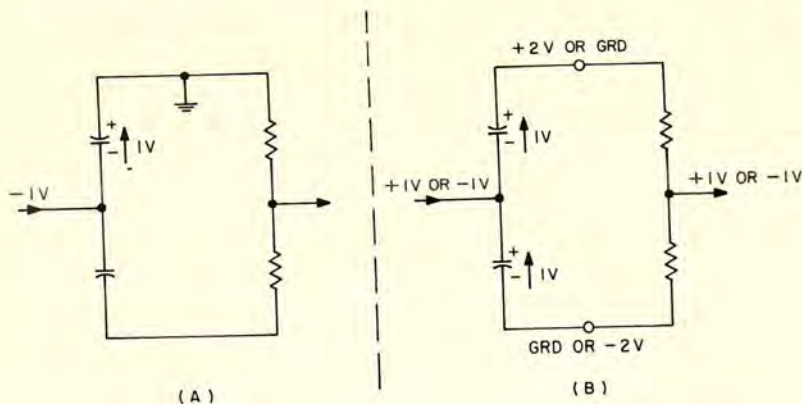 +2V OR GRD
+
-
1V
-1V
+
-
1V
+1V OR -1V
+1V OR -1V
+
-
1V
GRD OR -2V
(A)
(B)